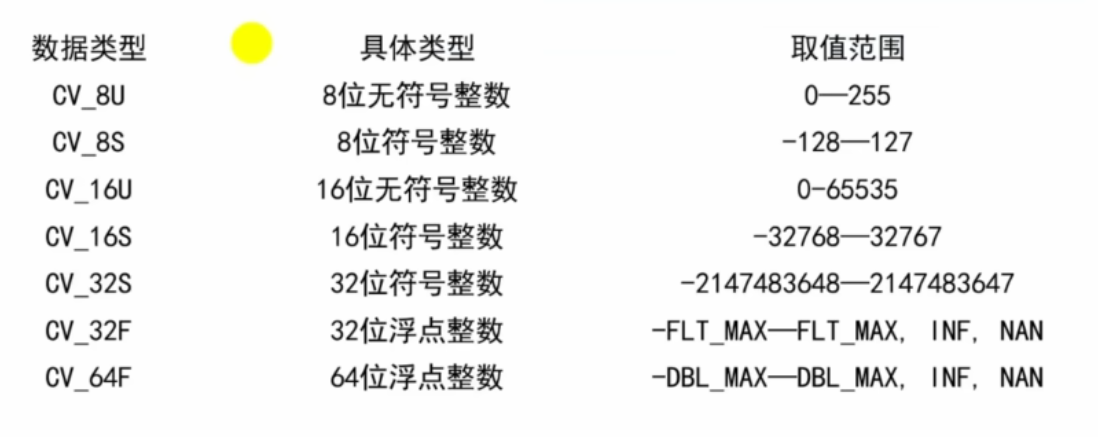 数据类型 具体类型 取值范围
CV_8U 8位无符号整数 0—255
CV_8S 8位符号整数 -128—127
CV_16U 16位无符号整数 0-65535
CV_16S 16位符号整数 -32768—32767
CV_32S 32位符号整数 -2147483648—2147483647
CV_32F 32位浮点整数 -FLT_MAX—FLT_MAX, INF, NAN
CV_64F 64位浮点整数 -DBL_MAX—DBL_MAX, INF, NAN